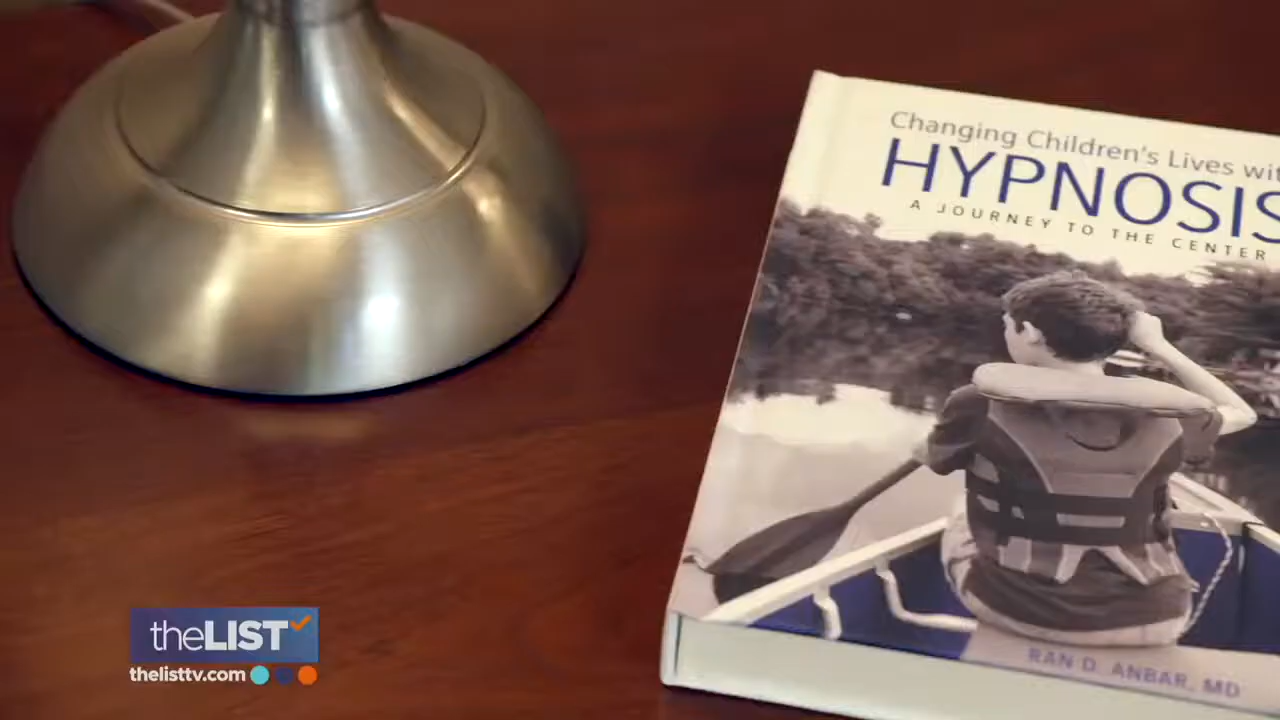 Changing Children's Lives wit
HYPNOSIS
A JOURNEY TO THE CENTER
RAN D. ANBAR, MD
theLIST
thelisttv.com